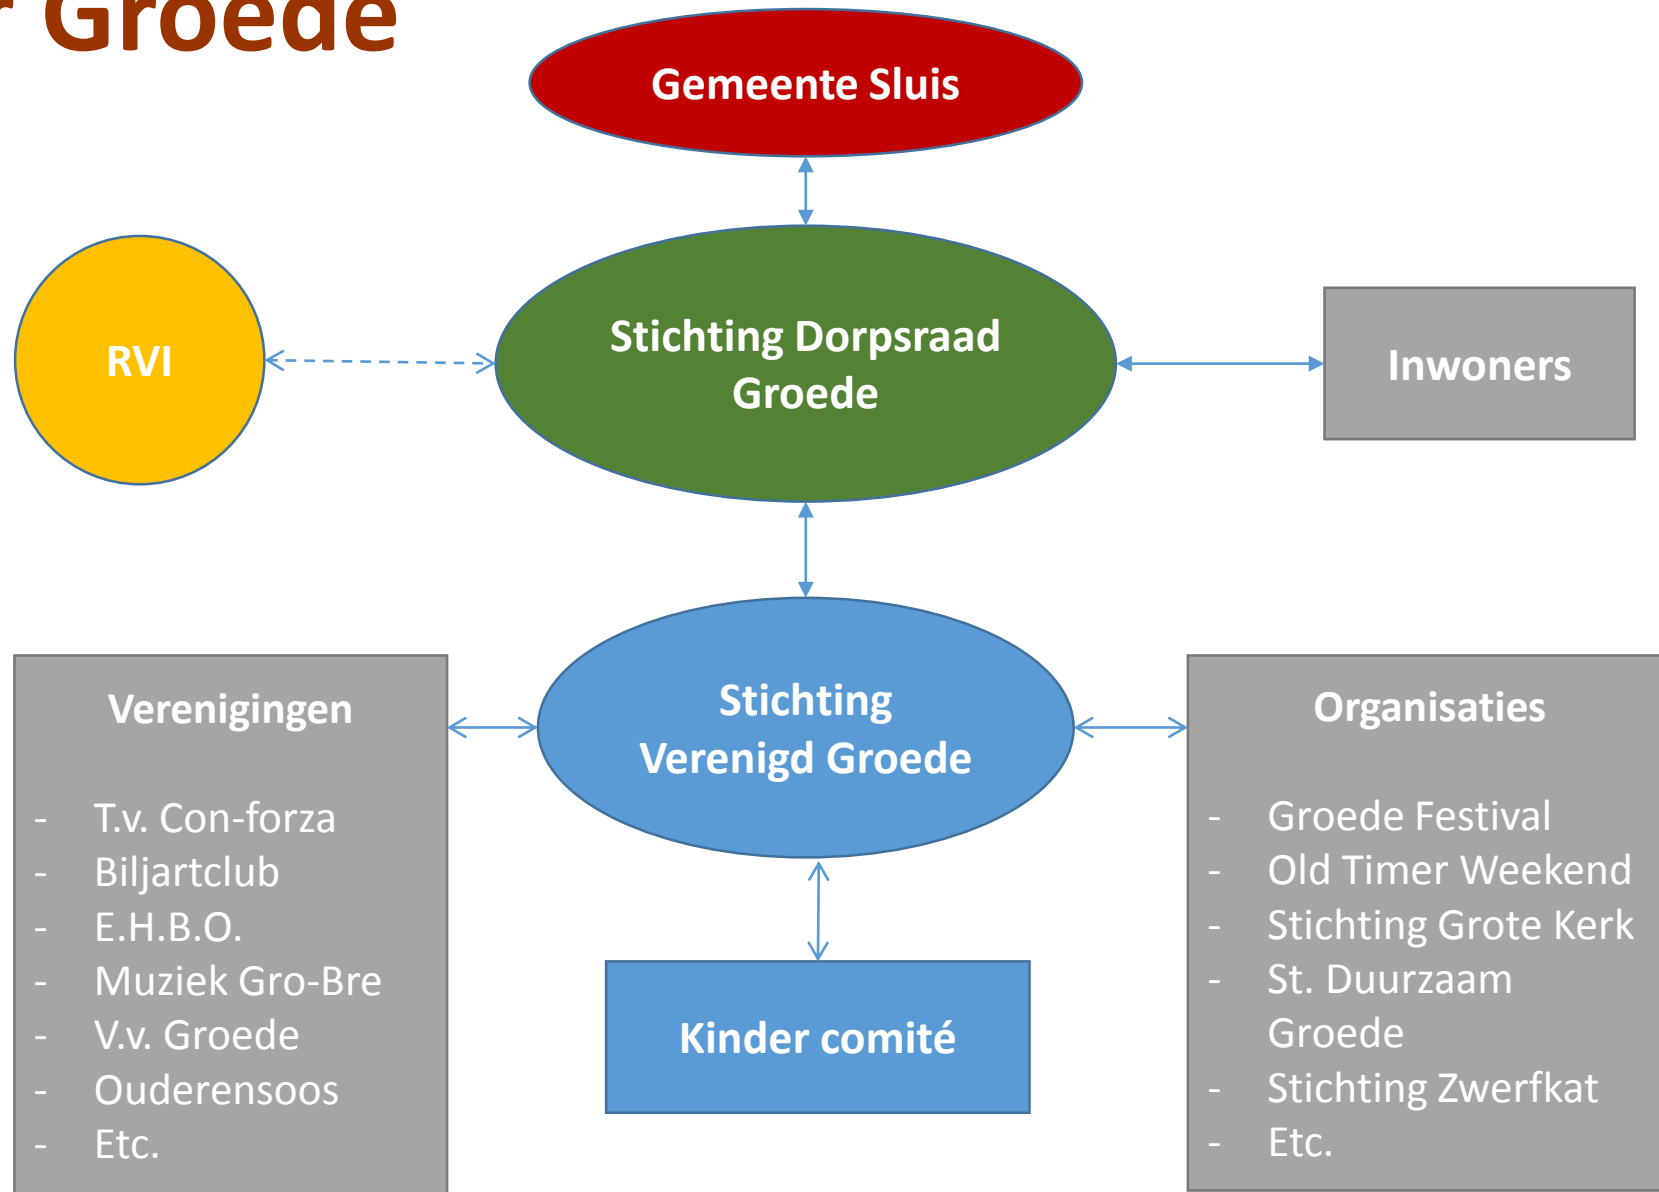 r Groede
Gemeente Sluis
RVI
Stichting Dorpsraad
Groede
Inwoners
Verenigingen
- T.v. Con-forza
- Biljartclub
- E.H.B.O.
- Muziek Gro-Bre
- V.v. Groede
- Ouderensoos
- Etc.
Stichting
Verenigd Groede
Kinder comité
Organisaties
- Groede Festival
- Old Timer Weekend
- Stichting Grote Kerk
- St. Duurzaam
Groede
- Stichting Zwerfkat
- Etc.